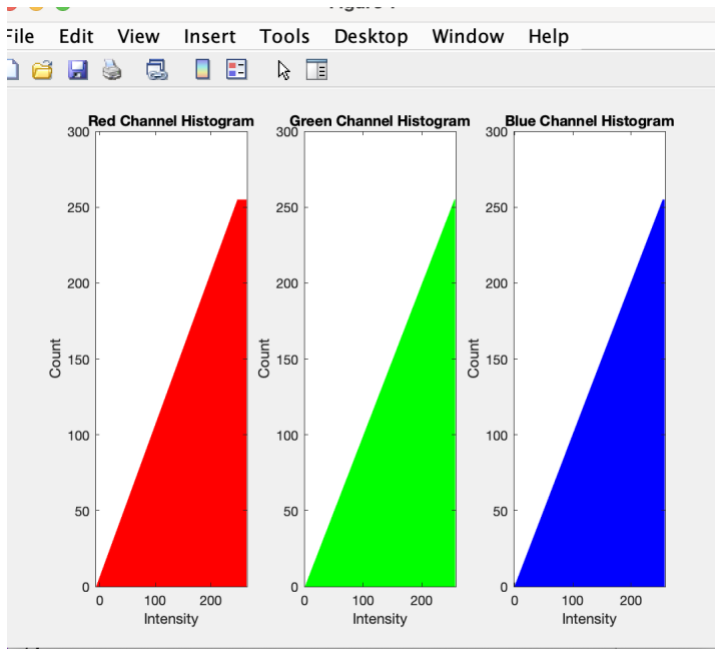 File Edit View Insert Tools Desktop Window Help
Red Channel Histogram
300
250
200
150
100
50
0
Count
0 100 200
Intensity
Green Channel Histogram
300
250
200
150
100
50
0
Count
0 100 200
Intensity
Blue Channel Histogram
300
250
200
150
100
50
0
Count
0 100 200
Intensity